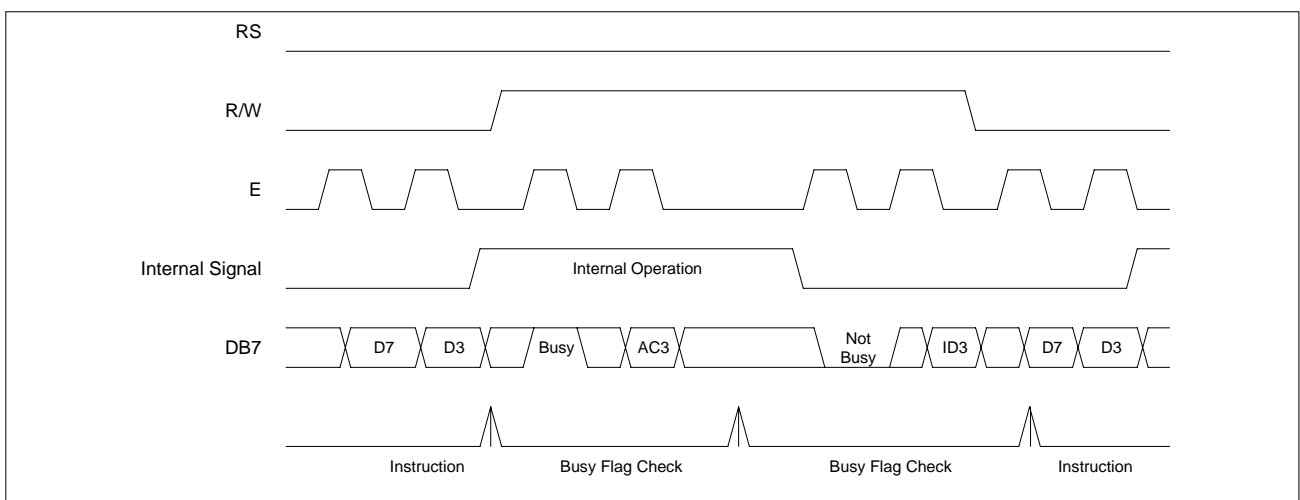 RS
R/W
E
Internal Signal
Internal Operation
DB7
D7
D3
Busy
AC3
Not
Busy
ID3
D7
D3
Instruction
Busy Flag Check
Busy Flag Check
Instruction